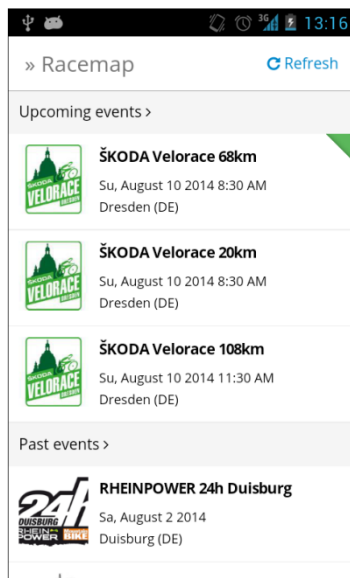 3G 13:16
» Racemap Refresh
Upcoming events >
ŠKODA Velorace 68km
ŠKODA
VELORACE
Su, August 10 2014 8:30 AM
Dresden (DE)
ŠKODA Velorace 20km
ŠKODA
VELORACE
Su, August 10 2014 8:30 AM
Dresden (DE)
ŠKODA Velorace 108km
ŠKODA
VELORACE
Su, August 10 2014 11:30 AM
Dresden (DE)
Past events >
RHEINPOWER 24h Duisburg
24h
DUISBURG
RHEIN
POWER
BIKE
Sa, August 2 2014
Duisburg (DE)